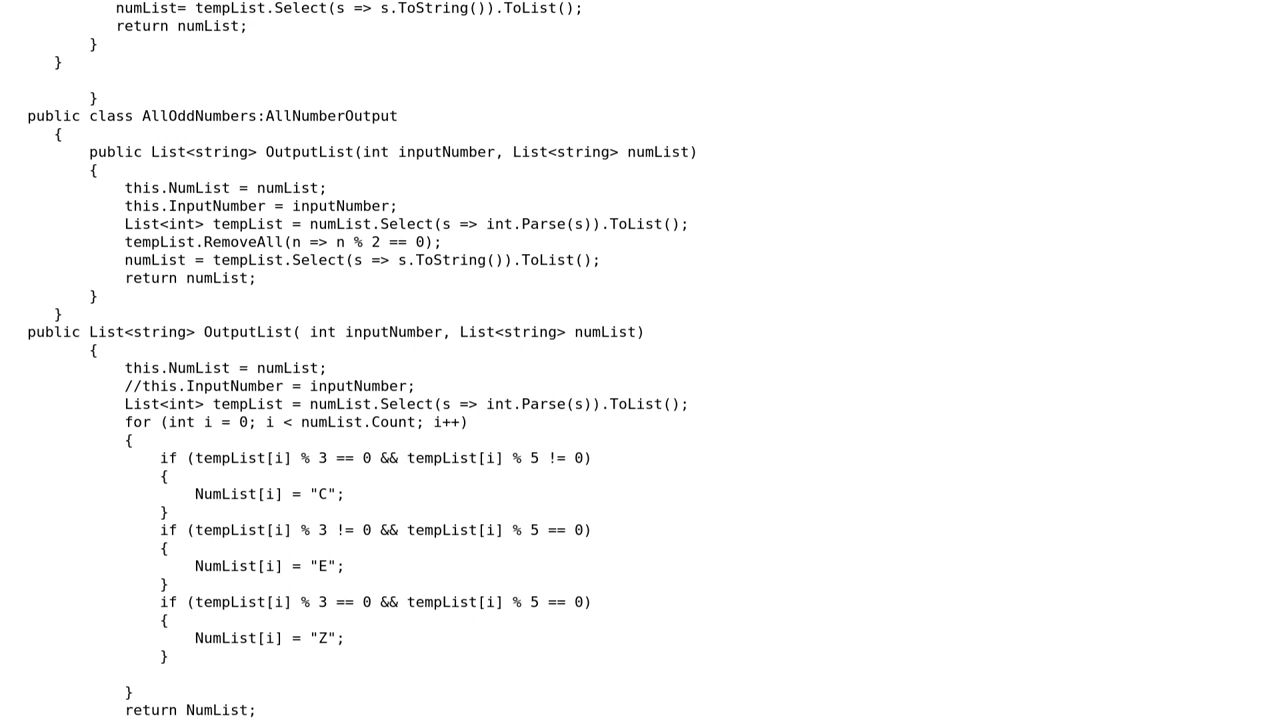 numList= tempList.Select(s => s.ToString()).ToList();
return numList;
}
}
}
public class AllOddNumbers:AllNumberOutput
{
public List<string> OutputList(int inputNumber, List<string> numList)
{
this.NumList = numList;
this.InputNumber = inputNumber;
List<int> tempList = numList.Select(s => int.Parse(s)).ToList();
tempList.RemoveAll(n => n % 2 == 0);
numList = tempList.Select(s => s.ToString()).ToList();
return numList;
}
}
public List<string> OutputList( int inputNumber, List<string> numList)
{
this.NumList = numList;
//this.InputNumber = inputNumber;
List<int> tempList = numList.Select(s => int.Parse(s)).ToList();
for (int i = 0; i < numList.Count; i++)
{
if (tempList[i] % 3 == 0 && tempList[i] % 5 != 0)
{
NumList[i] = "C";
}
if (tempList[i] % 3 != 0 && tempList[i] % 5 == 0)
{
NumList[i] = "E";
}
if (tempList[i] % 3 == 0 && tempList[i] % 5 == 0)
{
NumList[i] = "Z";
}
}
return NumList;